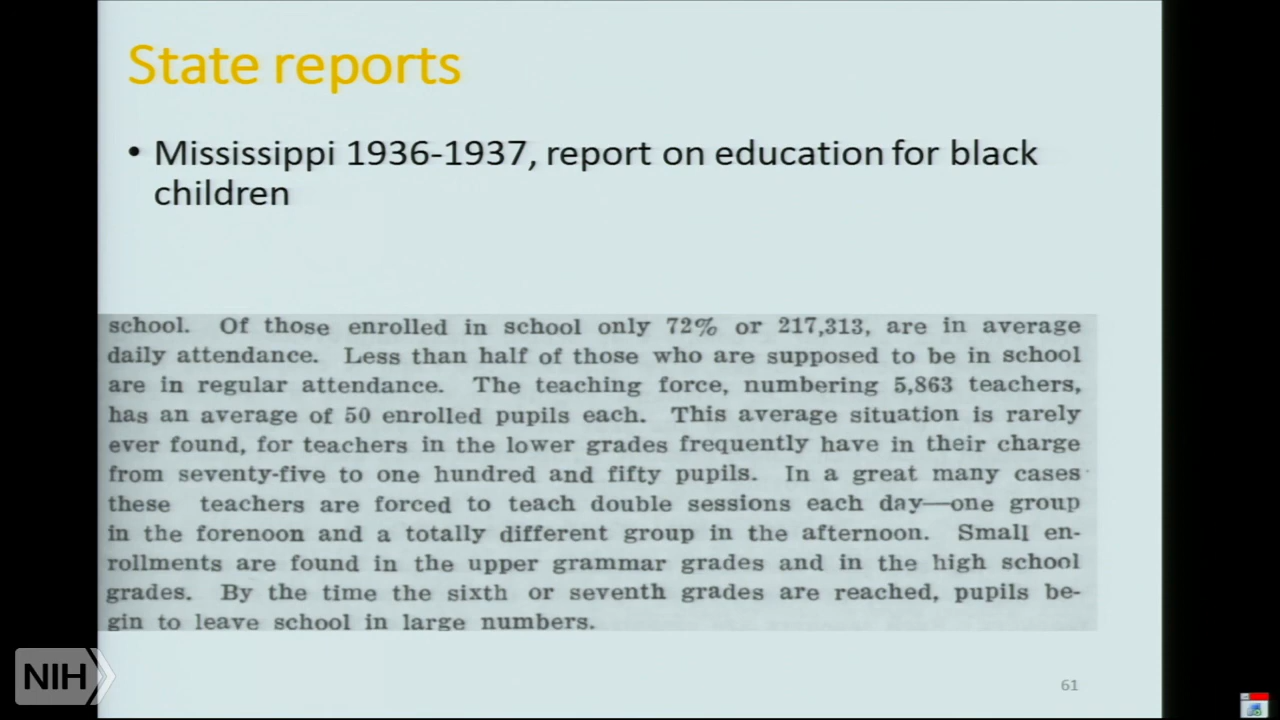 State reports
• Mississippi 1936-1937, report on education for black
children
school. Of those enrolled in school only 72% or 217,313, are in average
daily attendance. Less than half of those who are supposed to be in school
are in regular attendance. The teaching force, numbering 5,863 teachers,
has an average of 50 enrolled pupils each. This average situation is rarely
ever found, for teachers in the lower grades frequently have in their charge
from seventy-five to one hundred and fifty pupils. In a great many cases
these teachers are forced to teach double sessions each day—one group
in the forenoon and a totally different group in the afternoon. Small en-
rollments are found in the upper grammar grades and in the high school
grades. By the time the sixth or seventh grades are reached, pupils be-
gin to leave school in large numbers.
NIH
61